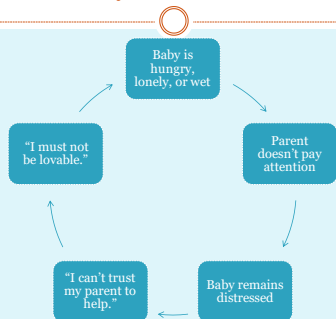 Baby is
hungry,
lonely, or wet
Parent
doesn't pay
attention
Baby remains
distressed
"I can't trust
my parent to
help."
"I must not
be lovable."